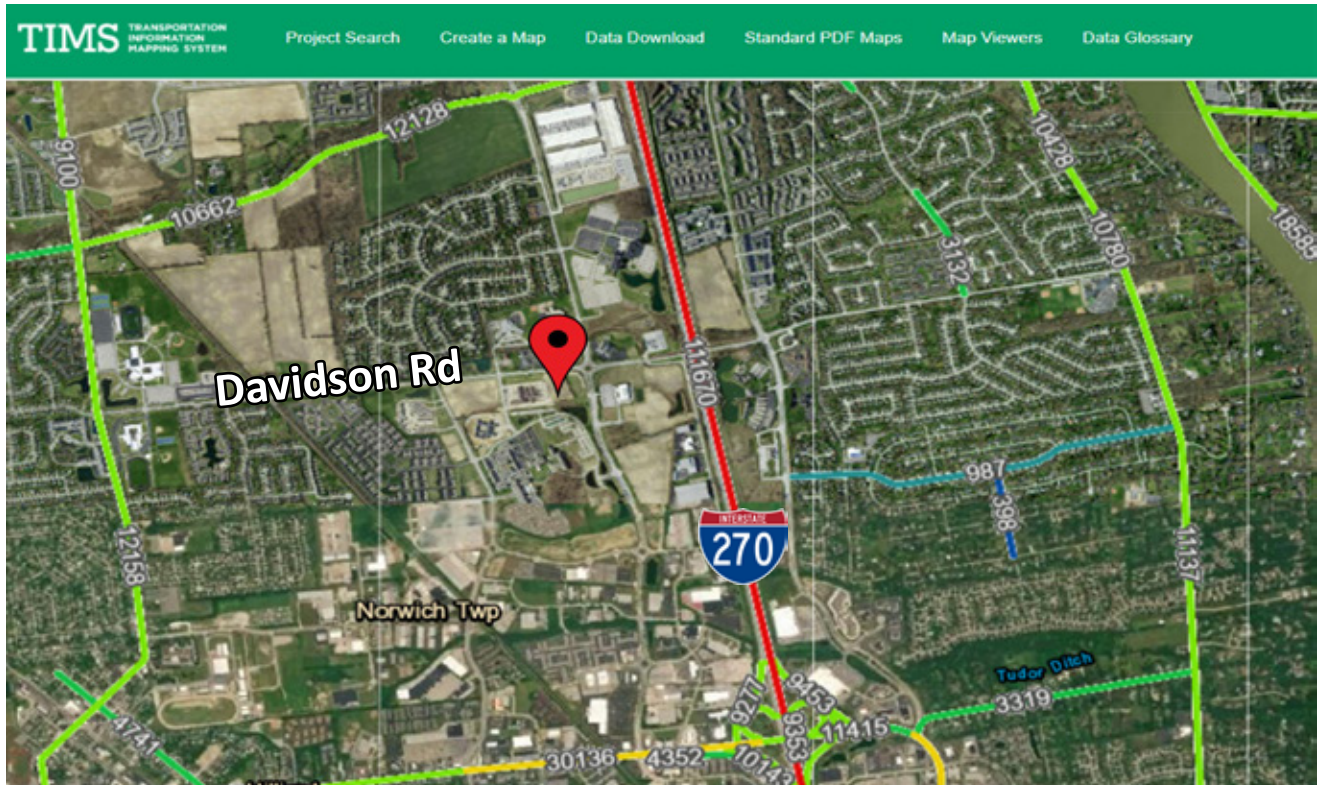 TIMS
TRANSPORTATION
INFORMATION
MAPPING SYSTEM
Project Search
Create a Map
Data Download
Standard PDF Maps
Map Viewers
Data Glossary
9100
12128
10428
10662
18585
10780
3132
111670
Davidson Rd
987
398
INTERSTATE
270
12158
11137
Norwich Twp
Tudor Ditch
9277
9453
3319
4741
9353
11415
30136
4352
10143